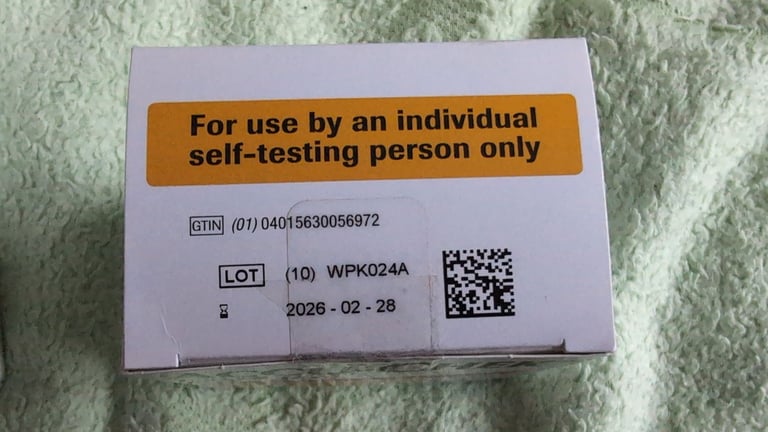 For use by an individual
self-testing person only
GTIN (01) 04015630056972
LOT (10) WPK024A
2026 - 02 - 28